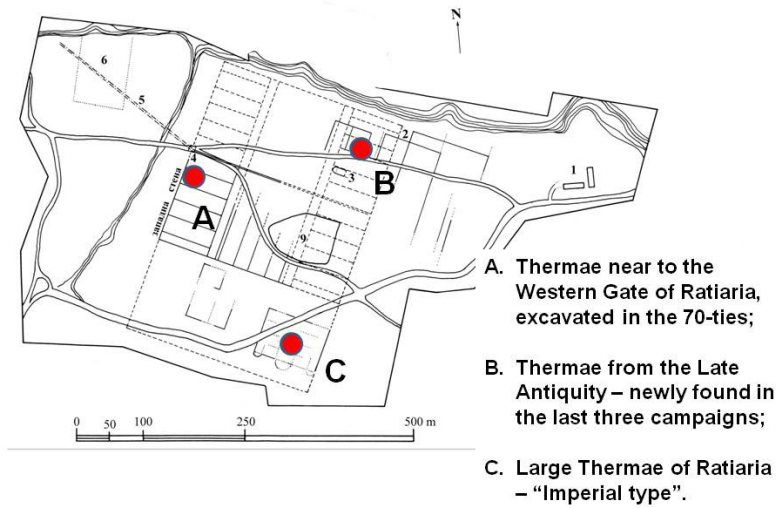 N
6
5
2
4
1
3
B
западна стена
A
9
C
0 50 100 250 500 m
A. Thermae near to the
Western Gate of Ratiaria,
excavated in the 70-ties;
B. Thermae from the Late
Antiquity – newly found in
the last three campaigns;
C. Large Thermae of Ratiaria
– “Imperial type”.